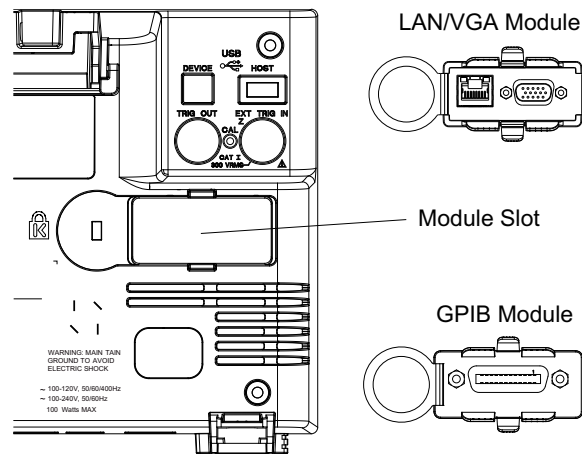 LAN/VGA Module
USB
DEVICE
HOST
TRIG OUT
EXT TRIG IN
Z
CAL
CAT I
300 VRMS
K
Module Slot
GPIB Module
WARNING: MAIN TAIN
GROUND TO AVOID
ELECTRIC SHOCK
~ 100-120V, 50/60/400Hz
~ 100-240V, 50/60Hz
100 Watts MAX